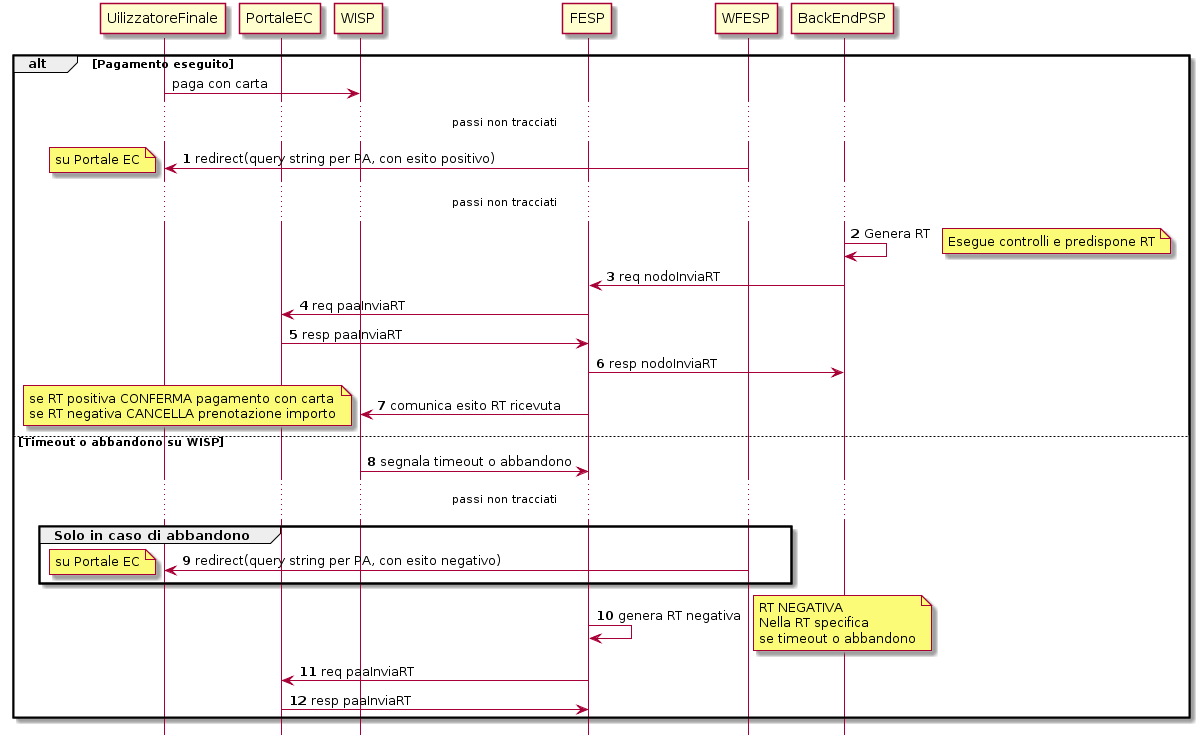 UilizzatoreFinale PortaleEC WISP FESP WFESP BackEndPSP
alt [Pagamento eseguito]
paga con carta
passi non tracciati
su Portale EC 1 redirect(query string per PA, con esito positivo)
passi non tracciati
2 Genera RT Esegue controlli e predispone RT
3 req nodoInviaRT
4 req paaInviaRT
5 resp paaInviaRT
6 resp nodoInviaRT
se RT positiva CONFERMA pagamento con carta
se RT negativa CANCELLA prenotazione importo
7 comunica esito RT ricevuta
[Timeout o abbandono su WISP]
8 segnala timeout o abbandono
passi non tracciati
Solo in caso di abbandono
su Portale EC 9 redirect(query string per PA, con esito negativo)
10 genera RT negativa
RT NEGATIVA
Nella RT specifica
se timeout o abbandono
11 req paaInviaRT
12 resp paaInviaRT